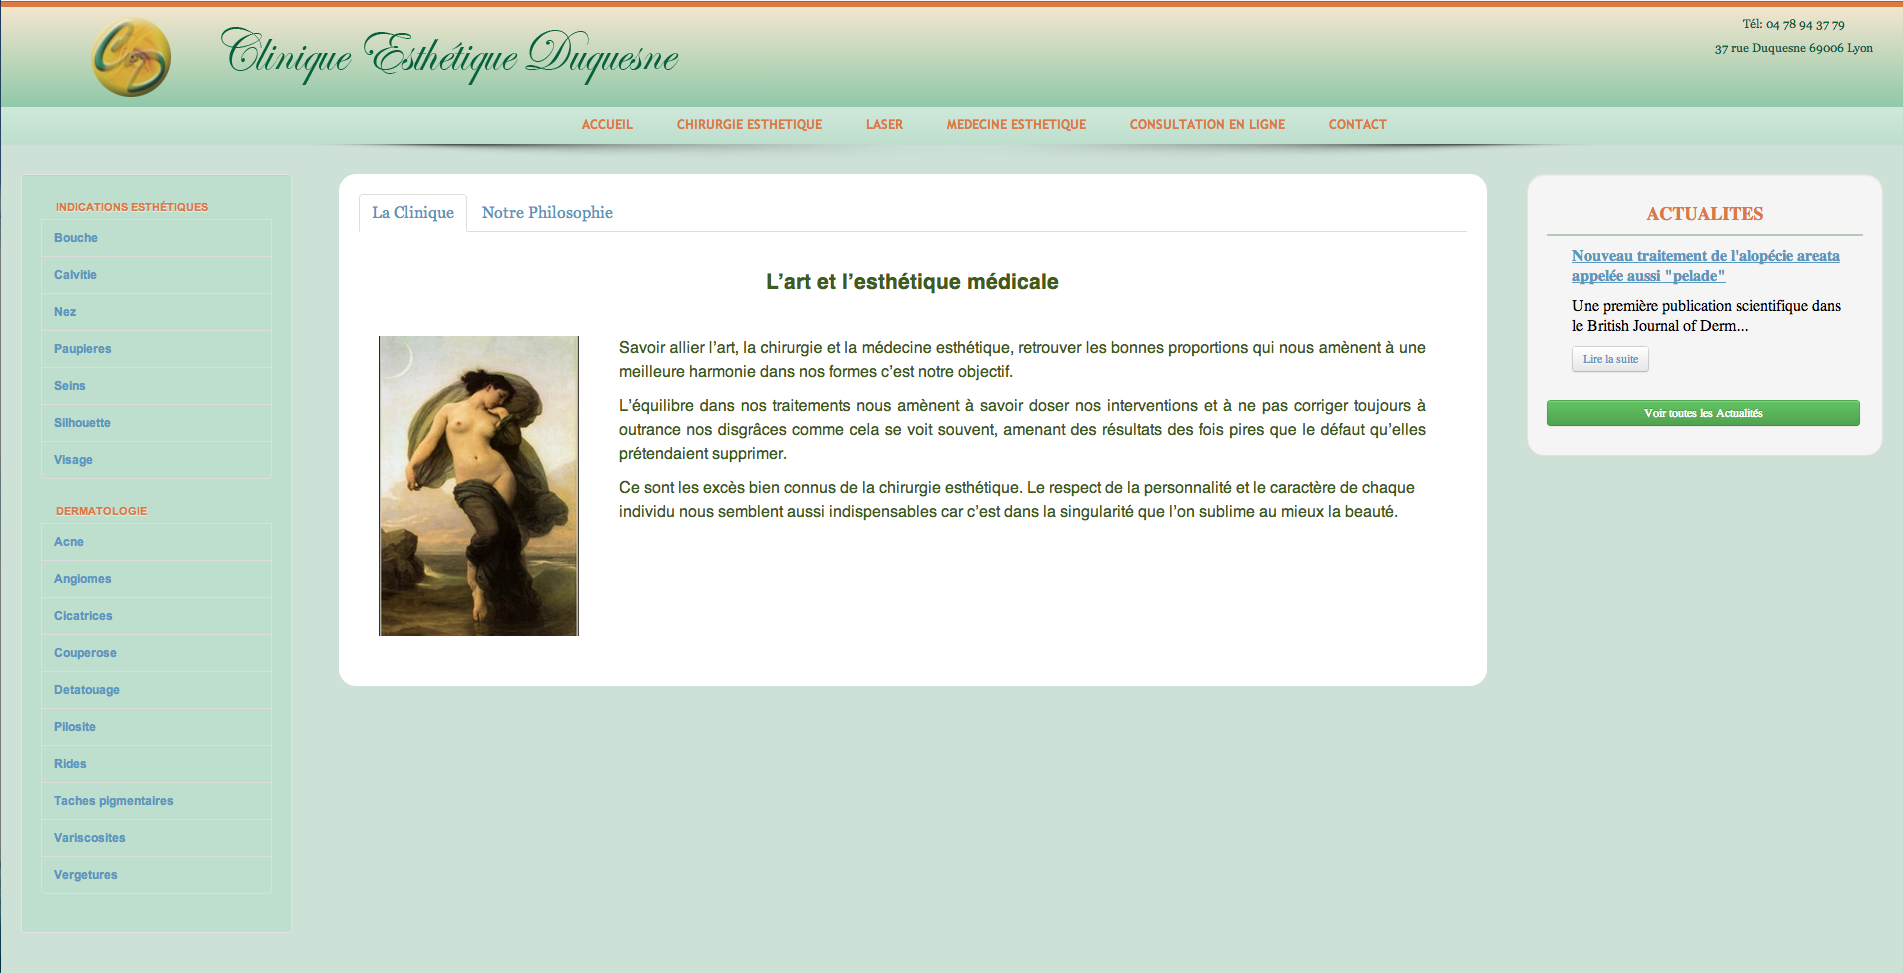 Clinique Esthétique Duquesne
Tél: 04 78 94 37 79
37 rue Duquesne 69006 Lyon
ACCUEIL
CHIRURGIE ESTHETIQUE
LASER
MEDECINE ESTHETIQUE
CONSULTATION EN LIGNE
CONTACT
INDICATIONS ESTHÉTIQUES
Bouche
Calvitie
Nez
Paupieres
Seins
Silhouette
Visage
DERMATOLOGIE
Acne
Angiomes
Cicatrices
Couperose
Detatouage
Pilosite
Rides
Taches pigmentaires
Variscosites
Vergetures
La Clinique
Notre Philosophie
L’art et l’esthétique médicale
Savoir allier l’art, la chirurgie et la médecine esthétique, retrouver les bonnes proportions qui nous amènent à une
meilleure harmonie dans nos formes c’est notre objectif.
L’équilibre dans nos traitements nous amènent à savoir doser nos interventions et à ne pas corriger toujours à
outrance nos disgrâces comme cela se voit souvent, amenant des résultats des fois pires que le défaut qu’elles
prétendaient supprimer.
Ce sont les excès bien connus de la chirurgie esthétique. Le respect de la personnalité et le caractère de chaque
individu nous semblent aussi indispensables car c’est dans la singularité que l’on sublime au mieux la beauté.
ACTUALITES
Nouveau traitement de l'alopécie areata
appelée aussi "pelade"
Une première publication scientifique dans
le British Journal of Derm...
Lire la suite
Voir toutes les Actualités